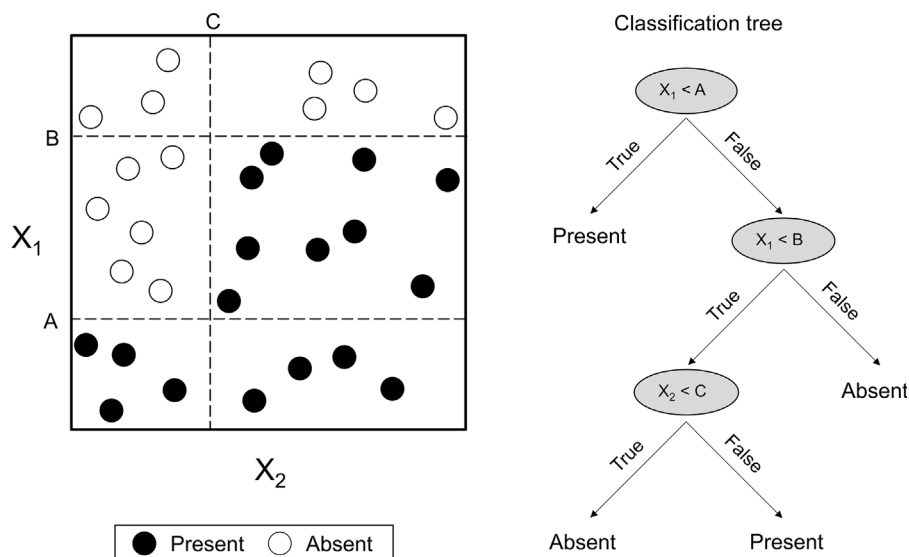 C
B
X₁
A
X₂
Present
Absent
Classification tree
X₁ < A
True
False
Present
X₁ < B
True
False
X₂ < C
Absent
True
False
Absent
Present